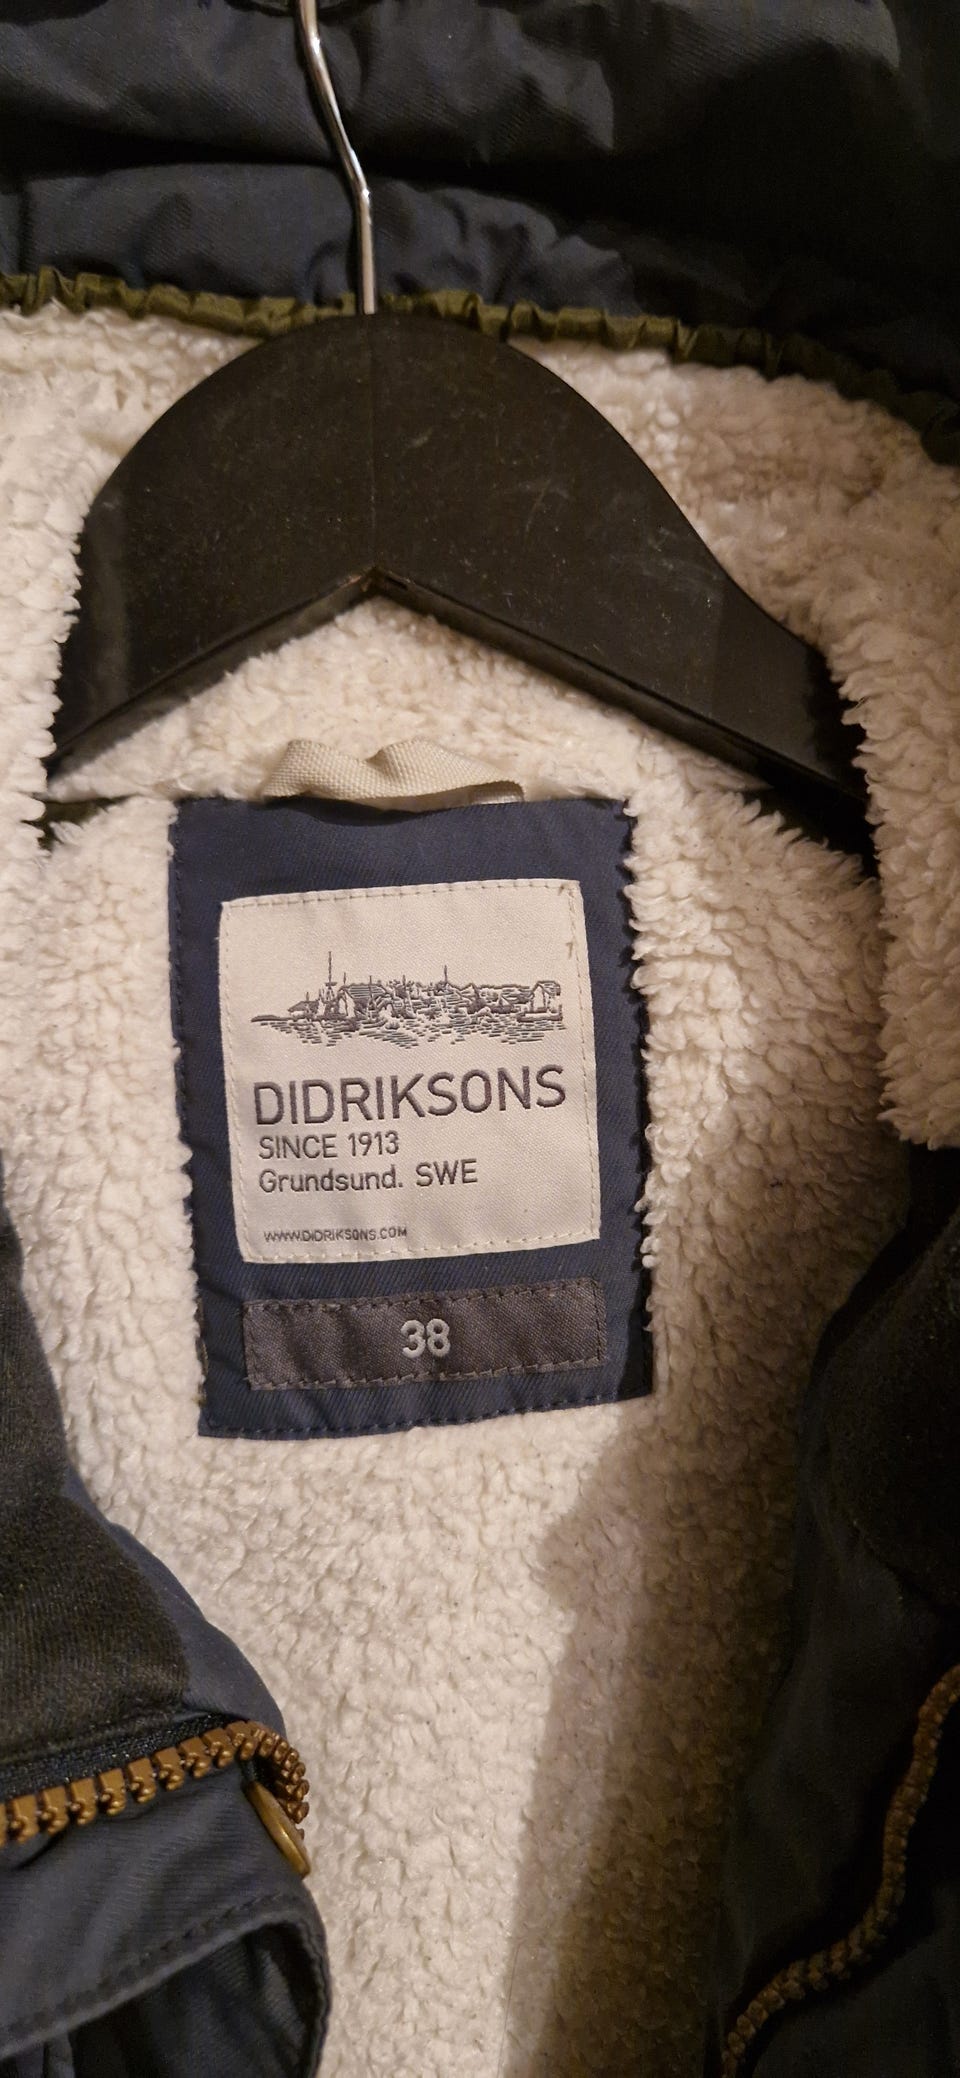 DIDRIKSONS
SINCE 1913
Grundsund. SWE
WWW.DIDRIKSONS.COM
38